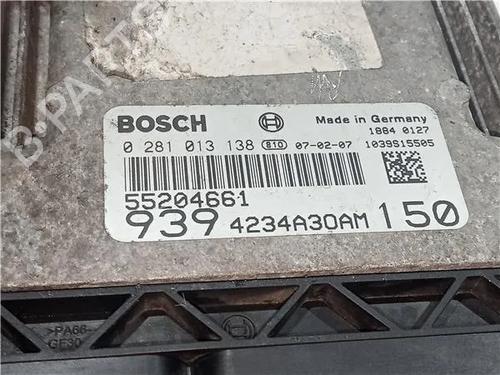 B-PARTS
BOSCH
Made in Germany
1884 0127
0 281 013 138 810 07-02-07 1039S15505
55204661
939 4234A30AM 150
>PA66-
GF30